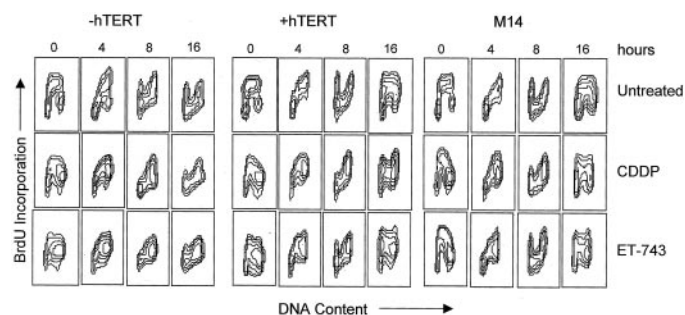 -hTERT +hTERT M14
0 4 8 16 0 4 8 16 0 4 8 16 hours
Untreated
CDDP
ET-743
BrdU Incorporation
DNA Content